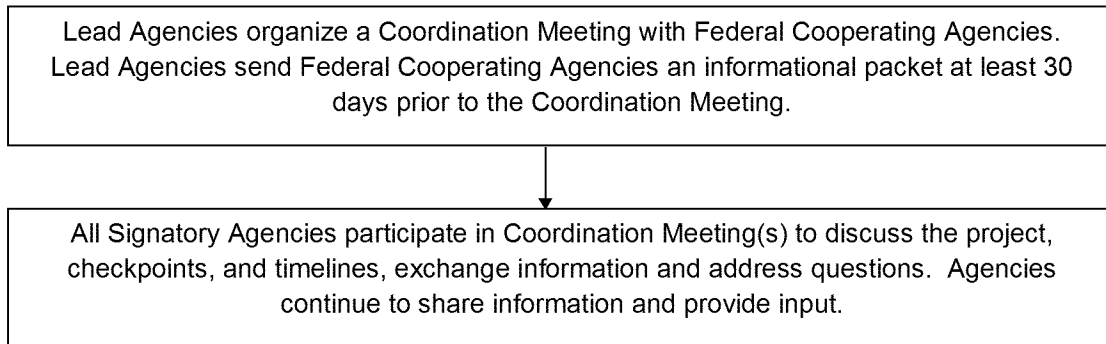 Lead Agencies organize a Coordination Meeting with Federal Cooperating Agencies.
Lead Agencies send Federal Cooperating Agencies an informational packet at least 30
days prior to the Coordination Meeting.
All Signatory Agencies participate in Coordination Meeting(s) to discuss the project,
checkpoints, and timelines, exchange information and address questions.  Agencies
continue to share information and provide input.